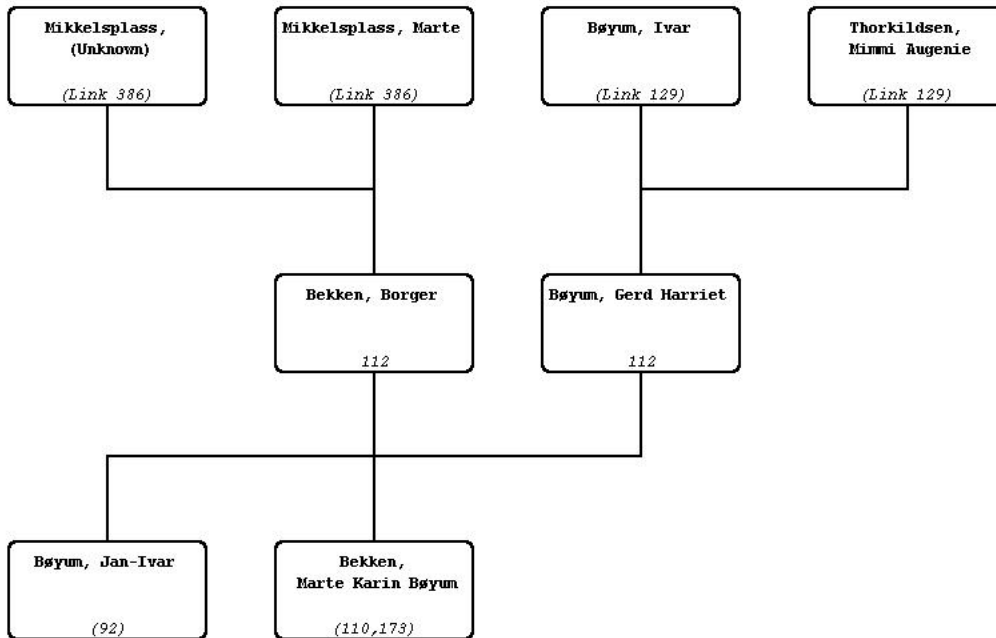 Mikkelsplass,
(Unknown)
(Link 386)
Mikkelsplass, Marte
(Link 386)
Bøyum, Ivar
(Link 129)
Thorkildsen,
Mimmi Augenie
(Link 129)
Bekken, Borger
112
Bøyum, Gerd Harriet
112
Bøyum, Jan-Ivar
(92)
Bekken,
Marte Karin Bøyum
(110,173)